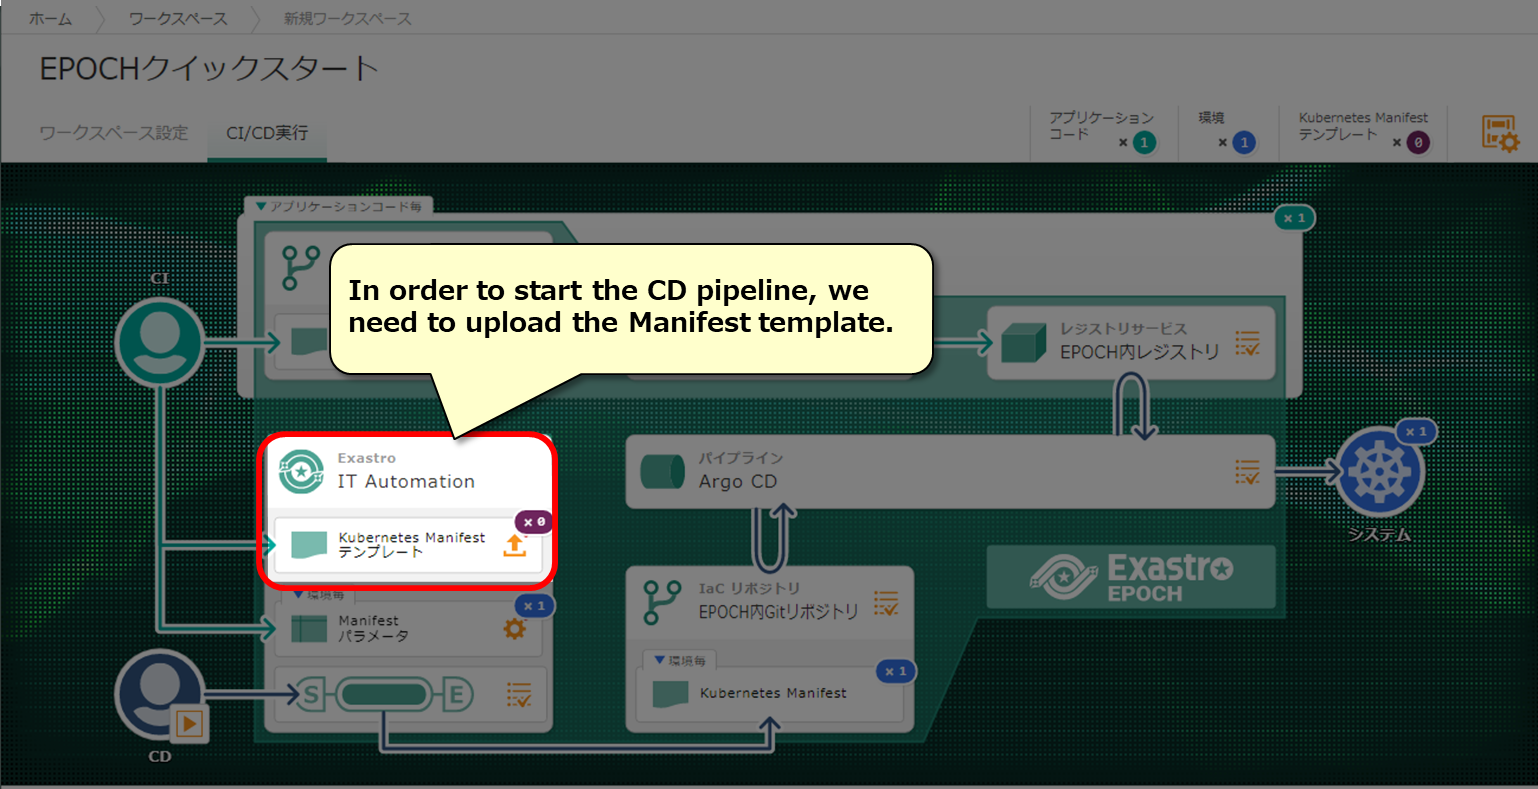 ホーム
ワークスペース
新規ワークスペース
EPOCHクイックスタート
ワークスペース設定
CI/CD実行
アプリケーション
コード
× 1
環境
× 1
Kubernetes Manifest
テンプレート
× 0
▼アプリケーションコード毎
× 1
CI
In order to start the CD pipeline, we
need to upload the Manifest template.
レジストリサービス
EPOCH内レジストリ
Exastro
IT Automation
× 0
Kubernetes Manifest
テンプレート
パイプライン
Argo CD
× 1
システム
▼環境毎
× 1
Manifest
パラメータ
IaC リポジトリ
EPOCH内Gitリポジトリ
Exastro
EPOCH
▼環境毎
× 1
Kubernetes Manifest
S
E
CD